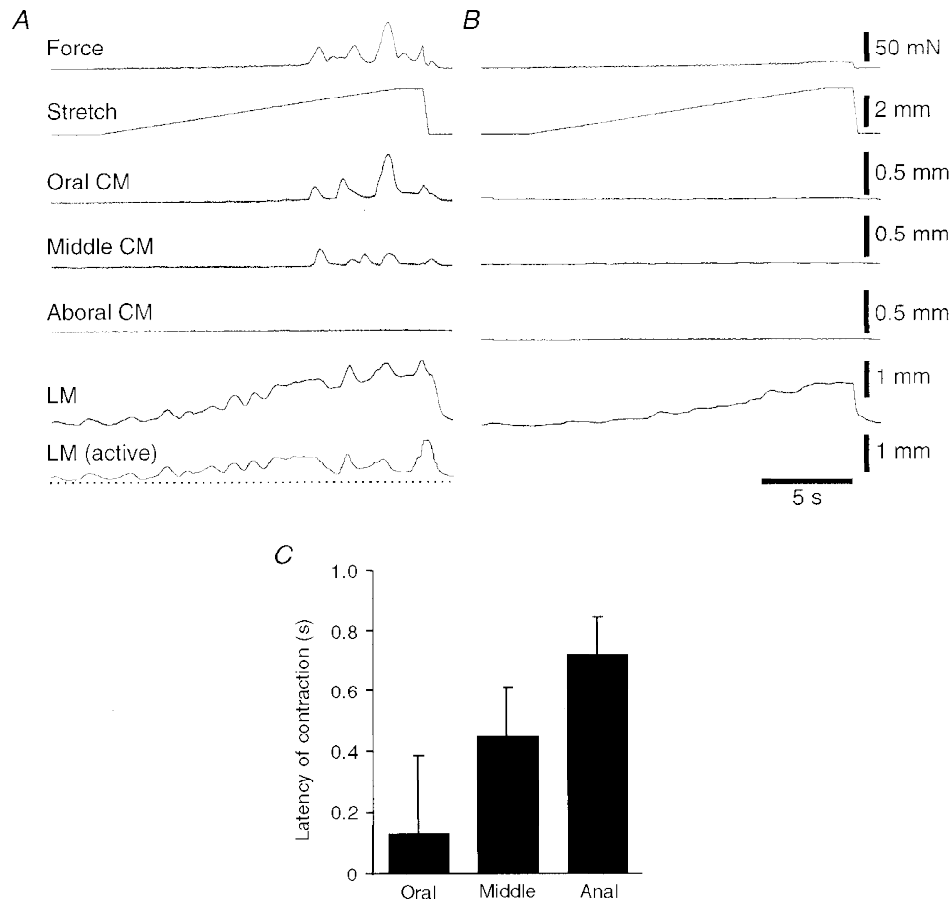 A
B
Force
50 mN
Stretch
2 mm
Oral CM
0.5 mm
Middle CM
0.5 mm
Aboral CM
0.5 mm
LM
1 mm
LM (active)
1 mm
5 s
C
Latency of contraction (s)
1.0
0.8
0.6
0.4
0.2
0
Oral
Middle
Anal